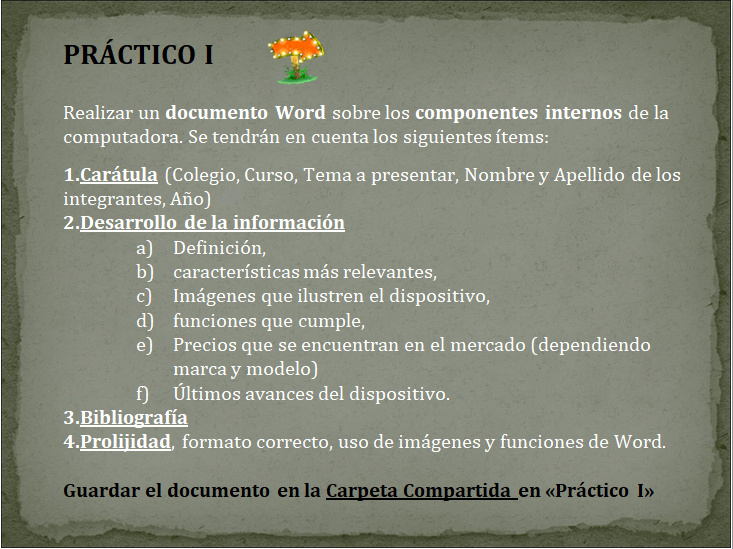 PRÁCTICO I
Realizar un documento Word sobre los componentes internos de la
computadora. Se tendrán en cuenta los siguientes ítems:
1.Carátula (Colegio, Curso, Tema a presentar, Nombre y Apellido de los
integrantes, Año)
2.Desarrollo de la información
a) Definición,
b) características más relevantes,
c) Imágenes que ilustren el dispositivo,
d) funciones que cumple,
e) Precios que se encuentran en el mercado (dependiendo
marca y modelo)
f) Últimos avances del dispositivo.
3.Bibliografía
4.Prolijidad, formato correcto, uso de imágenes y funciones de Word.
Guardar el documento en la Carpeta Compartida en «Práctico I»